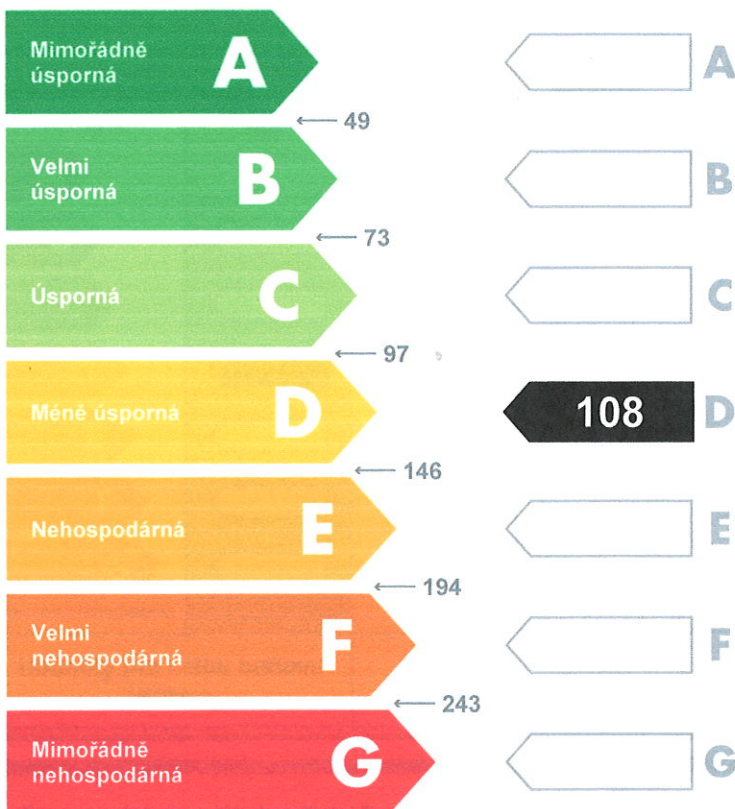 Mimořádně
úsporná
A
A
← 49
Velmi
úsporná
B
B
← 73
Úsporná
C
C
← 97
Méně úsporná
D
108
D
← 146
Nehospodárná
E
E
← 194
Velmi
nehospodárná
F
F
← 243
Mimořádně
nehospodárná
G
G